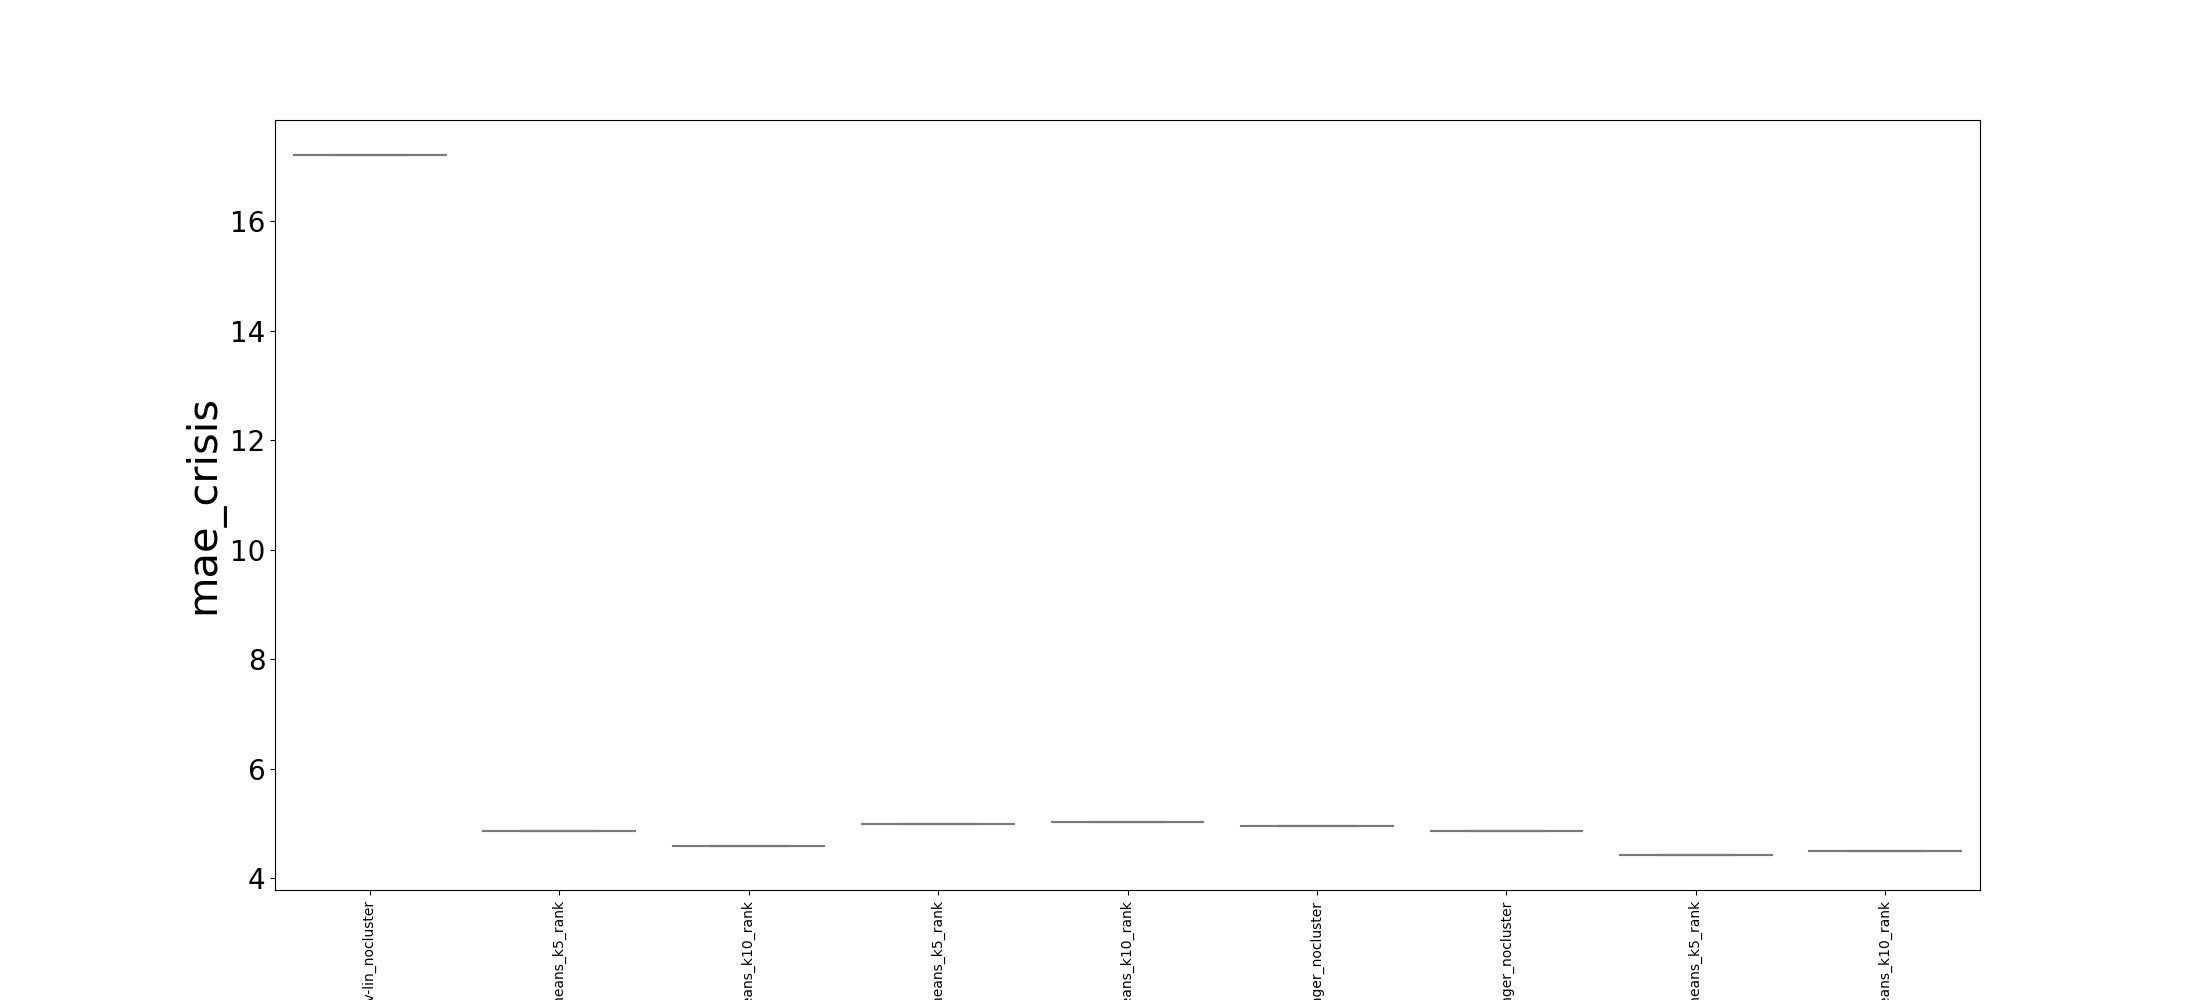 mae_crisis
16
14
12
10
8
6
4
v-lin_nocluster
neans_k5_rank
eans_k10_rank
neans_k5_rank
eans_k10_rank
nger_nocluster
nger_nocluster
neans_k5_rank
eans_k10_rank